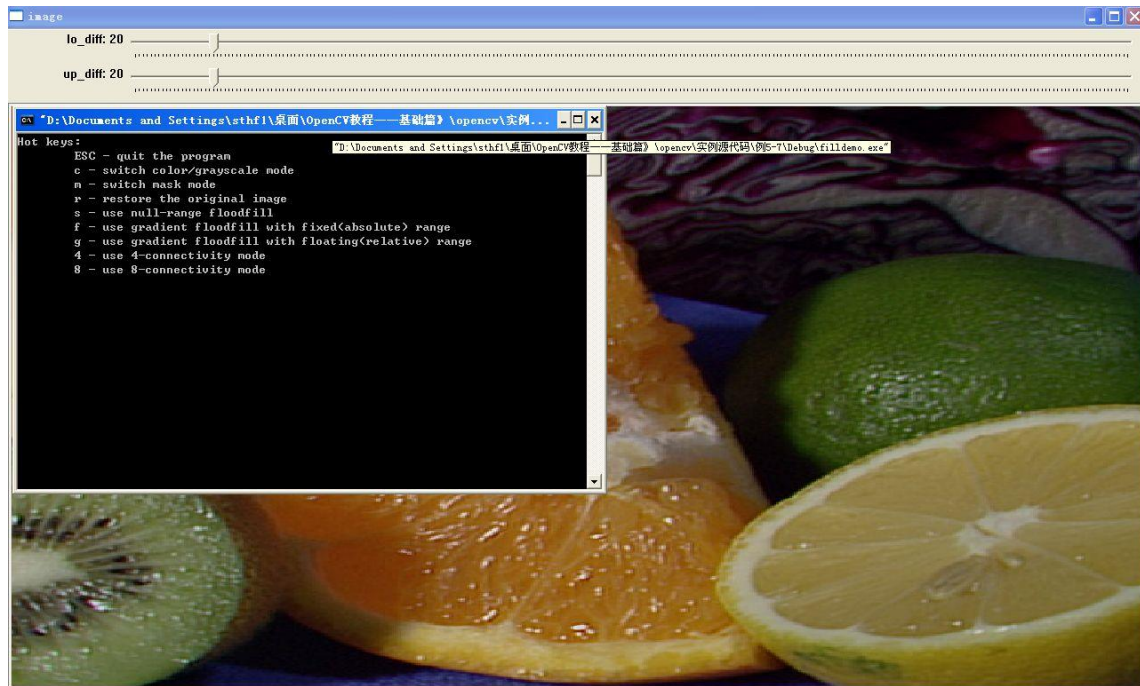 image
lo_diff: 20
up_diff: 20
"D:\Documents and Settings\sthf1\桌面\OpenCV教程——基础篇》\opencv\实例...
Hot keys:
ESC - quit the program
c - switch color/grayscale mode
m - switch mask mode
r - restore the original image
s - use null-range floodfill
f - use gradient floodfill with fixed(absolute) range
g - use gradient floodfill with floating(relative) range
4 - use 4-connectivity mode
8 - use 8-connectivity mode
"D:\Documents and Settings\sthf1\桌面\OpenCV教程——基础篇》\opencv\实例源代码\例5-7\Debug\filldemo.exe"